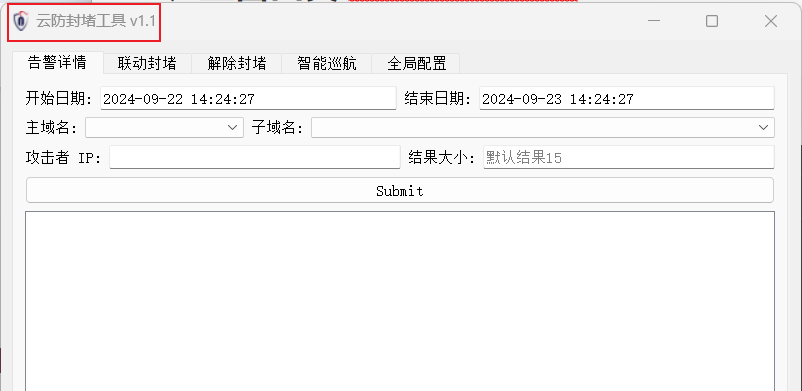 云防封堵工具 v1.1
告警详情 联动封堵 解除封堵 智能巡航 全局配置
开始日期: 2024-09-22 14:24:27 结束日期: 2024-09-23 14:24:27
主域名: 子域名:
攻击者 IP: 结果大小: 默认结果15
Submit